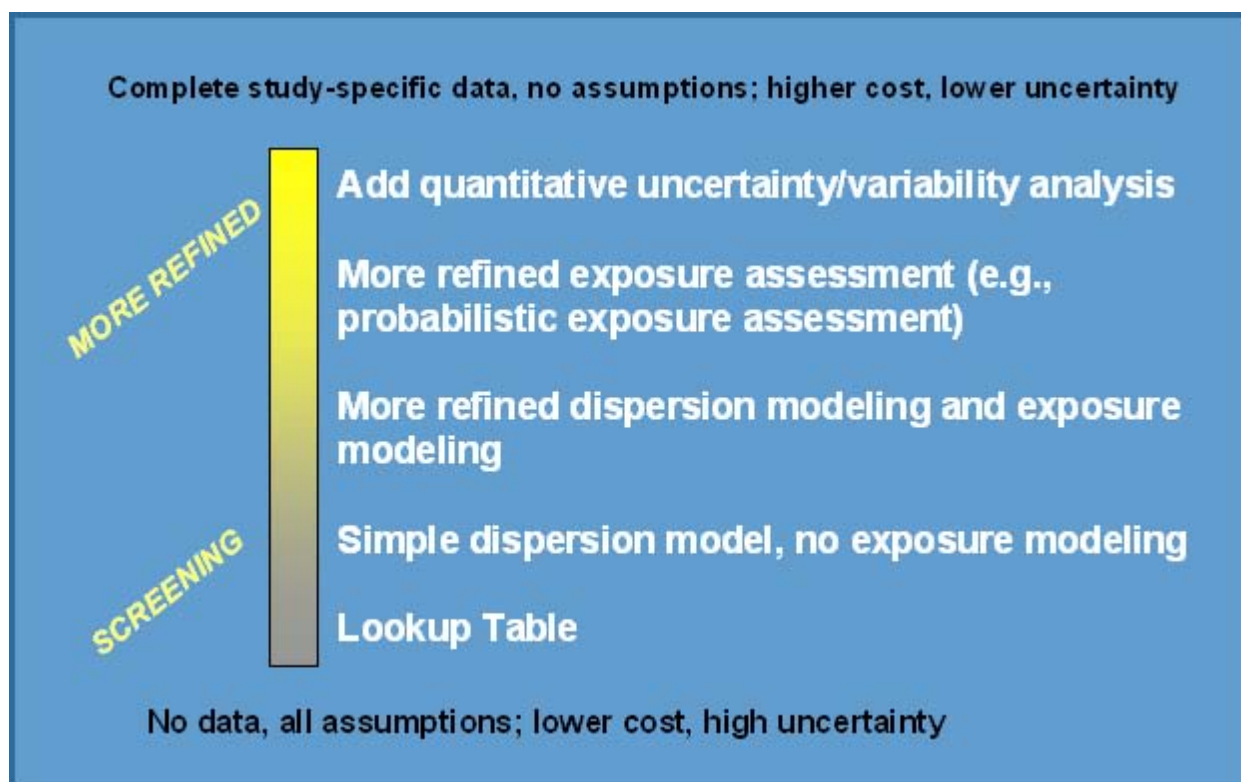 Complete study-specific data, no assumptions; higher cost, lower uncertainty
Add quantitative uncertainty/variability analysis
MORE REFINED
More refined exposure assessment (e.g.,
probabilistic exposure assessment)
More refined dispersion modeling and exposure
modeling
Simple dispersion model, no exposure modeling
SCREENING
Lookup Table
No data, all assumptions; lower cost, high uncertainty